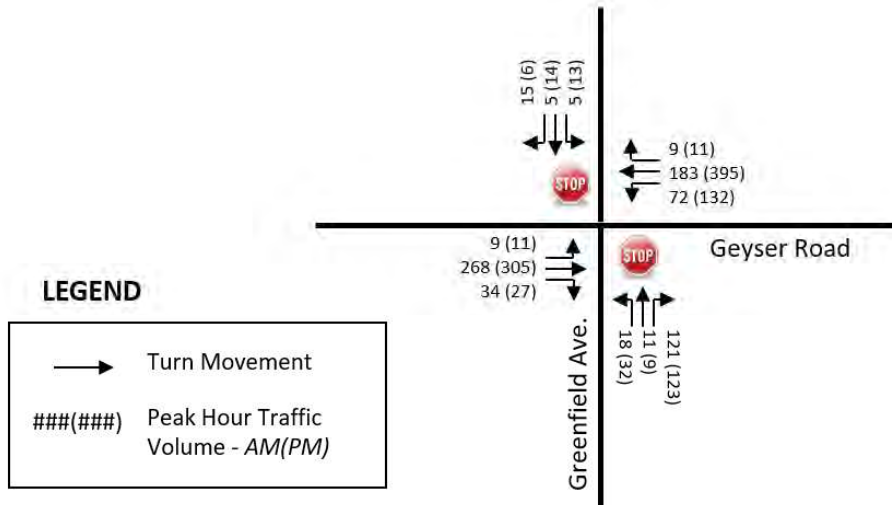 15 (6)
5 (14)
5 (13)
STOP
9 (11)
183 (395)
72 (132)
9 (11)
268 (305)
34 (27)
STOP
Geyser Road
18 (32)
11 (9)
121 (123)
Greenfield Ave.
LEGEND
Turn Movement
###(###) Peak Hour Traffic
Volume - AM(PM)